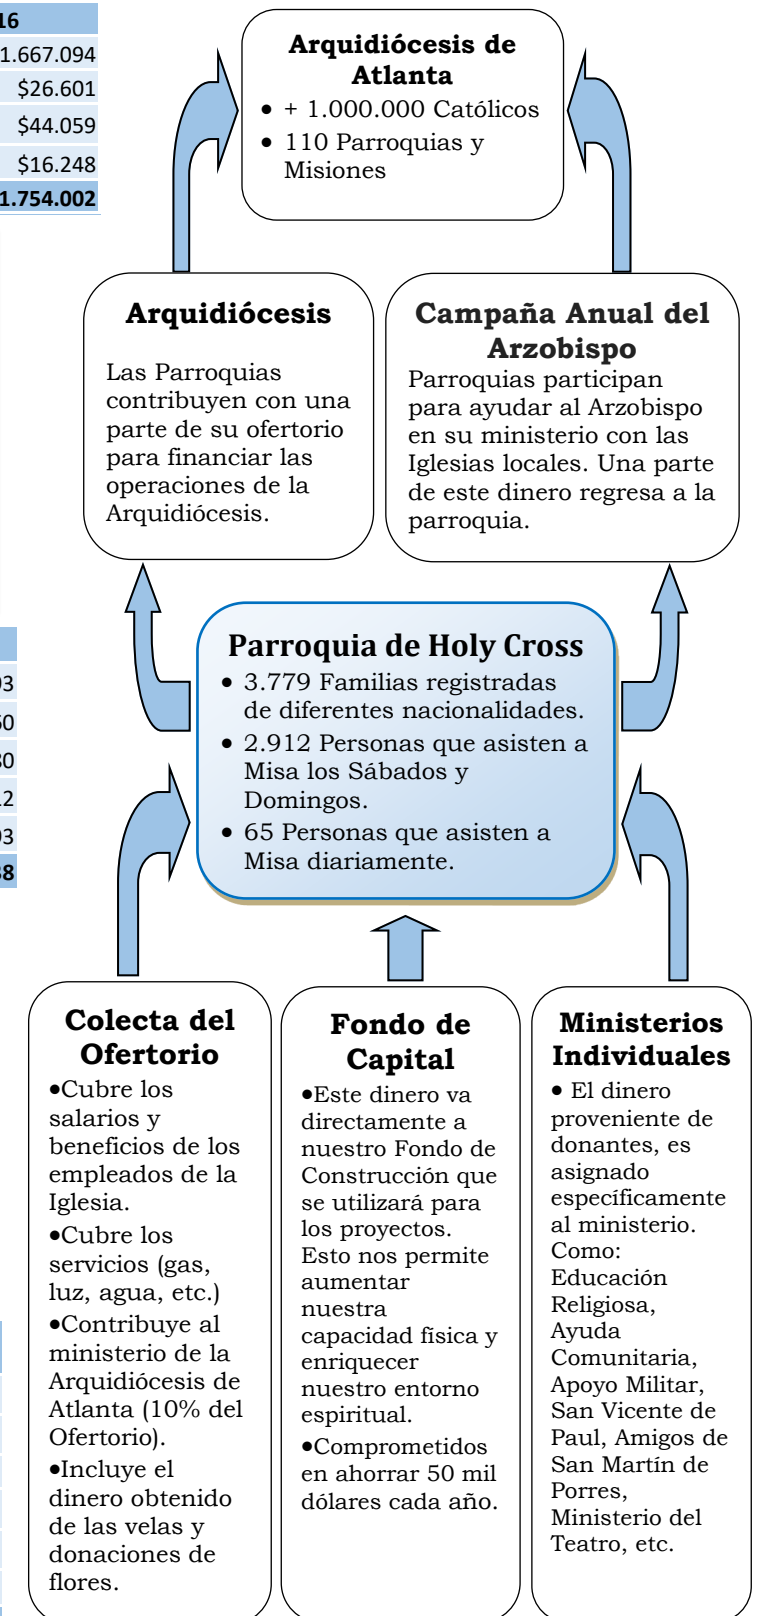 16
1.667.094
$26.601
$44.059
$16.248
1.754.002
Arquidiócesis de
Atlanta
• + 1.000.000 Católicos
• 110 Parroquias y
Misiones
Arquidiócesis
Las Parroquias
contribuyen con una
parte de su ofertorio
para financiar las
operaciones de la
Arquidiócesis.
Campaña Anual del
Arzobispo
Parroquias participan
para ayudar al Arzobispo
en su ministerio con las
Iglesias locales. Una parte
de este dinero regresa a la
parroquia.
Parroquia de Holy Cross
• 3.779 Familias registradas
de diferentes nacionalidades.
• 2.912 Personas que asisten a
Misa los Sábados y
Domingos.
• 65 Personas que asisten a
Misa diariamente.
Colecta del
Ofertorio
•Cubre los
salarios y
beneficios de los
empleados de la
Iglesia.
•Cubre los
servicios (gas,
luz, agua, etc.)
•Contribuye al
ministerio de la
Arquidiócesis de
Atlanta (10% del
Ofertorio).
•Incluye el
dinero obtenido
de las velas y
donaciones de
flores.
Fondo de
Capital
•Este dinero va
directamente a
nuestro Fondo de
Construcción que
se utilizará para
los proyectos.
Esto nos permite
aumentar
nuestra
capacidad física y
enriquecer
nuestro entorno
espiritual.
•Comprometidos
en ahorrar 50 mil
dólares cada año.
Ministerios
Individuales
• El dinero
proveniente de
donantes, es
asignado
específicamente
al ministerio.
Como:
Educación
Religiosa,
Ayuda
Comunitaria,
Apoyo Militar,
San Vicente de
Paul, Amigos de
San Martín de
Porres,
Ministerio del
Teatro, etc.